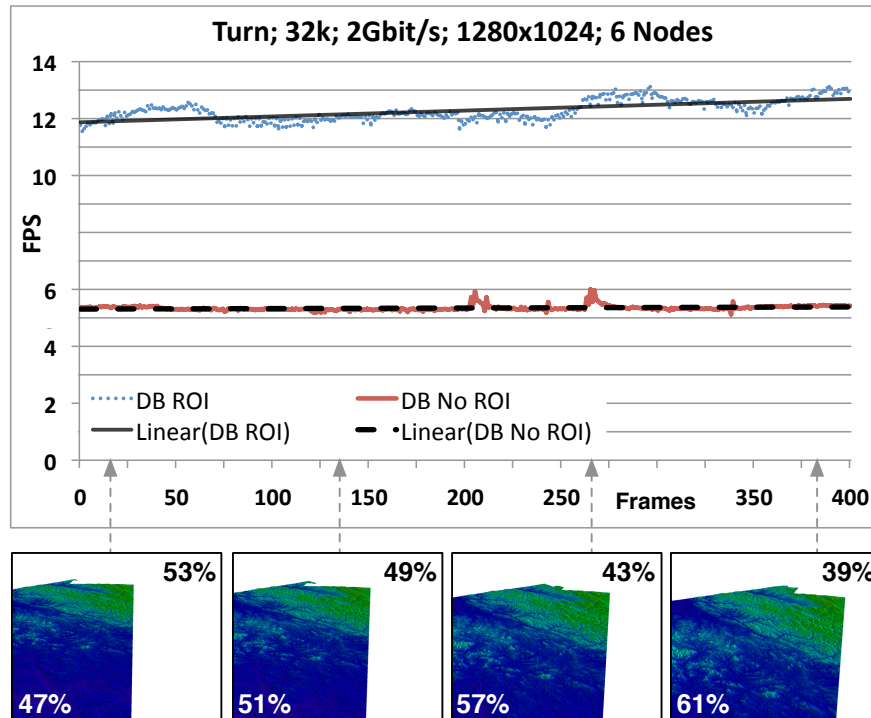 Turn; 32k; 2Gbit/s; 1280x1024; 6 Nodes
14
12
10
8
6
4
2
0
FPS
DB ROI
DB No ROI
Linear(DB ROI)
Linear(DB No ROI)
0 50 100 150 200 250 Frames 350 400
53% 49% 43% 39%
47% 51% 57% 61%